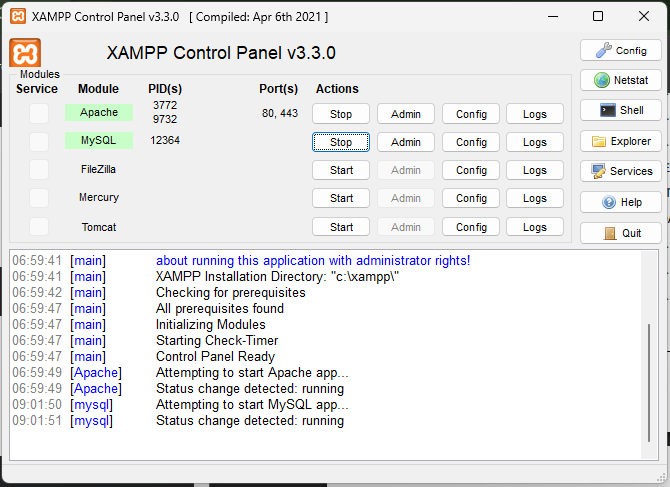 XAMPP Control Panel v3.3.0 [ Compiled: Apr 6th 2021 ]
XAMPP Control Panel v3.3.0
Config
Modules
Service Module PID(s) Port(s) Actions
Netstat
Apache 3772 9732 80, 443 Stop Admin Config Logs
Shell
MySQL 12364 Stop Admin Config Logs
Explorer
FileZilla Start Admin Config Logs
Services
Mercury Start Admin Config Logs
Help
Tomcat Start Admin Config Logs
Quit
06:59:41 [main] about running this application with administrator rights!
06:59:41 [main] XAMPP Installation Directory: "c:\xampp\"
06:59:42 [main] Checking for prerequisites
06:59:47 [main] All prerequisites found
06:59:47 [main] Initializing Modules
06:59:47 [main] Starting Check-Timer
06:59:47 [main] Control Panel Ready
06:59:49 [Apache] Attempting to start Apache app...
06:59:49 [Apache] Status change detected: running
09:01:50 [mysql] Attempting to start MySQL app...
09:01:51 [mysql] Status change detected: running